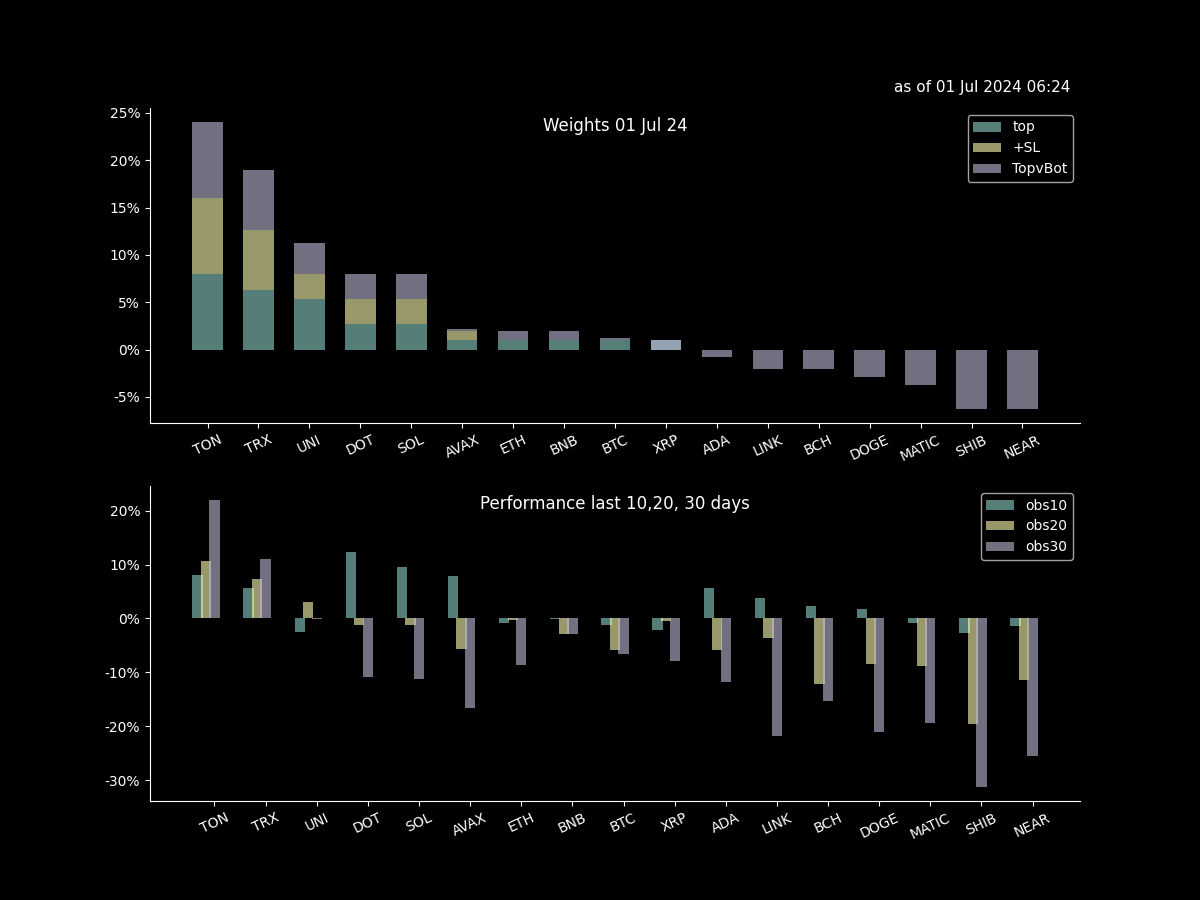 as of 01 Jul 2024 06:24
Weights 01 Jul 24
top
+SL
TopvBot
25%
20%
15%
10%
5%
0%
-5%
TON TRX UNI DOT SOL AVAX ETH BNB BTC XRP ADA LINK BCH DOGE MATIC SHIB NEAR
Performance last 10,20, 30 days
obs10
obs20
obs30
20%
10%
0%
-10%
-20%
-30%
TON TRX UNI DOT SOL AVAX ETH BNB BTC XRP ADA LINK BCH DOGE MATIC SHIB NEAR